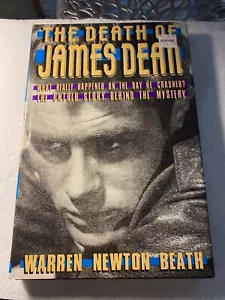 THE DEATH OF
JAMES DEAN
WHAT REALLY HAPPENED ON THE DAY HE CRASHED?
THE UNTOLD STORY BEHIND THE MYSTERY
WARREN NEWTON BEATH